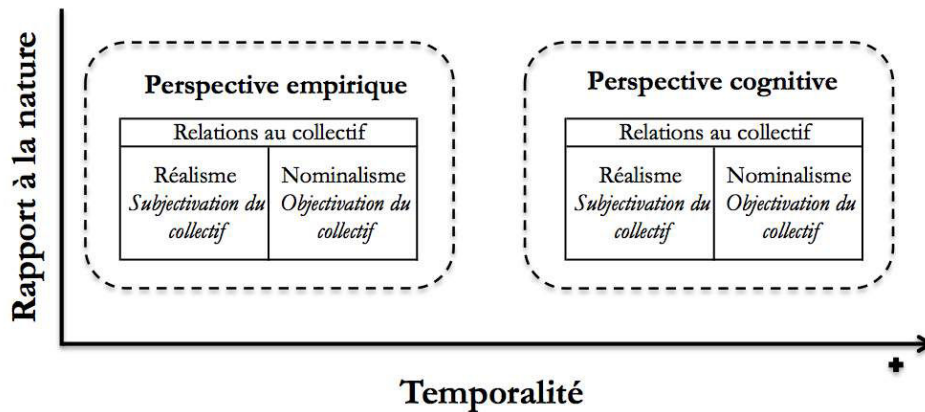 Rapport à la nature
Perspective empirique
Relations au collectif
Réalisme
Subjectivation du
collectif
Nominalisme
Objectivation du
collectif
Perspective cognitive
Relations au collectif
Réalisme
Subjectivation du
collectif
Nominalisme
Objectivation du
collectif
+
Temporalité